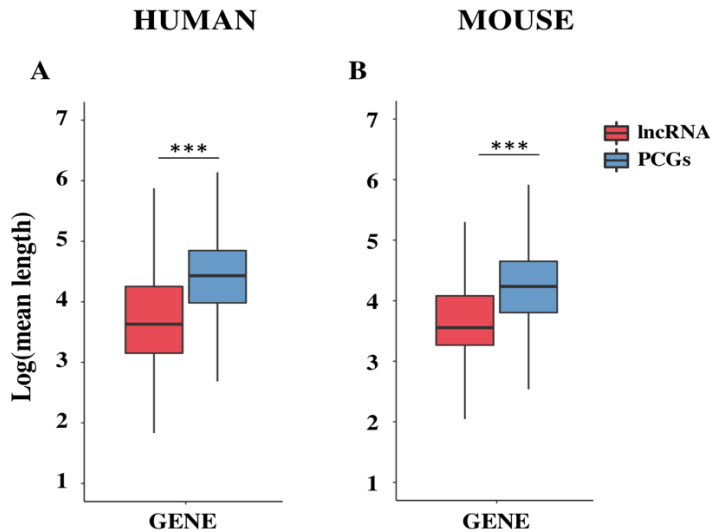 HUMAN
MOUSE
A
B
7
6
5
4
3
2
1
***
Log(mean length)
GENE
7
6
5
4
3
2
1
***
GENE
lncRNA
PCGs